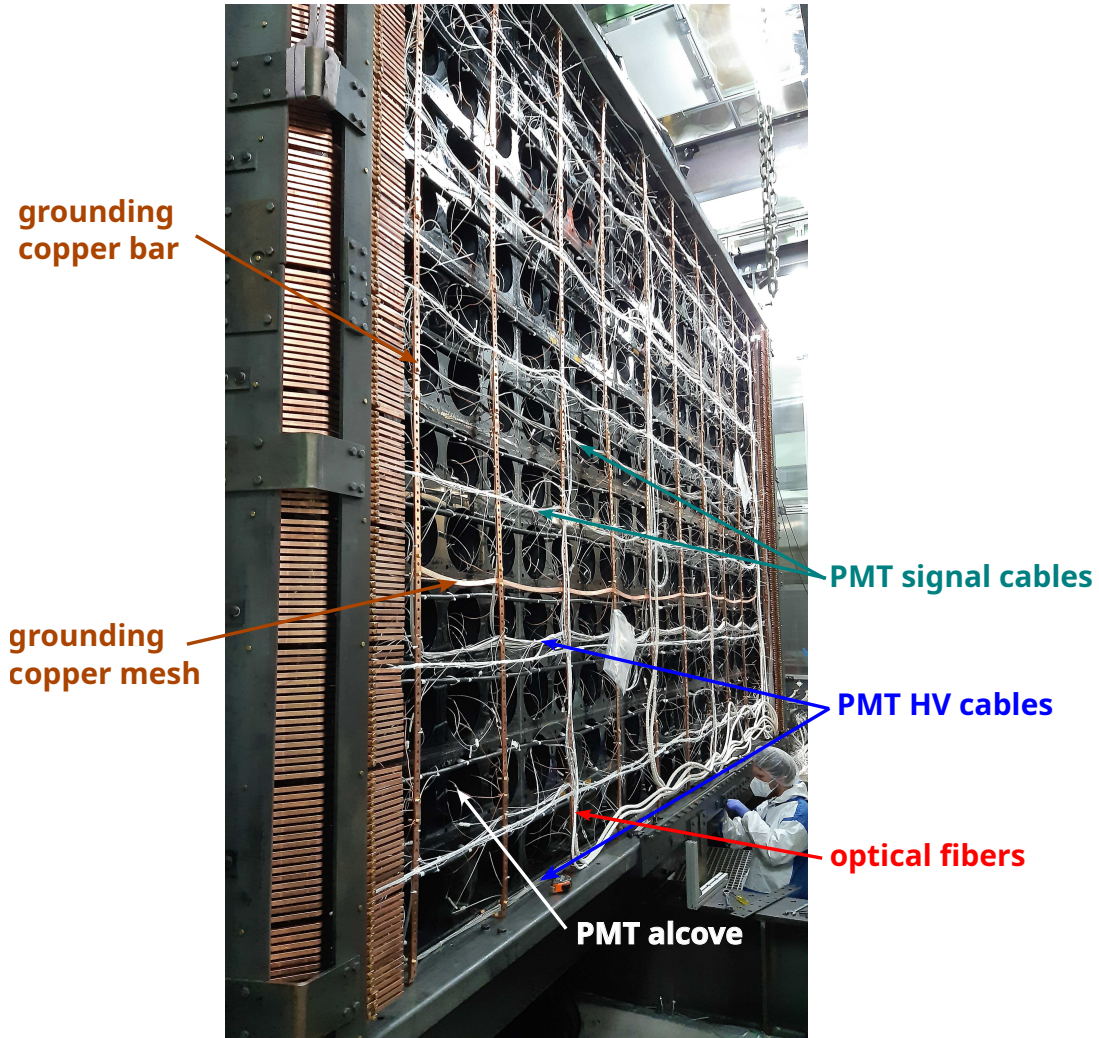 grounding
copper bar
PMT signal cables
grounding
copper mesh
PMT HV cables
optical fibers
PMT alcove